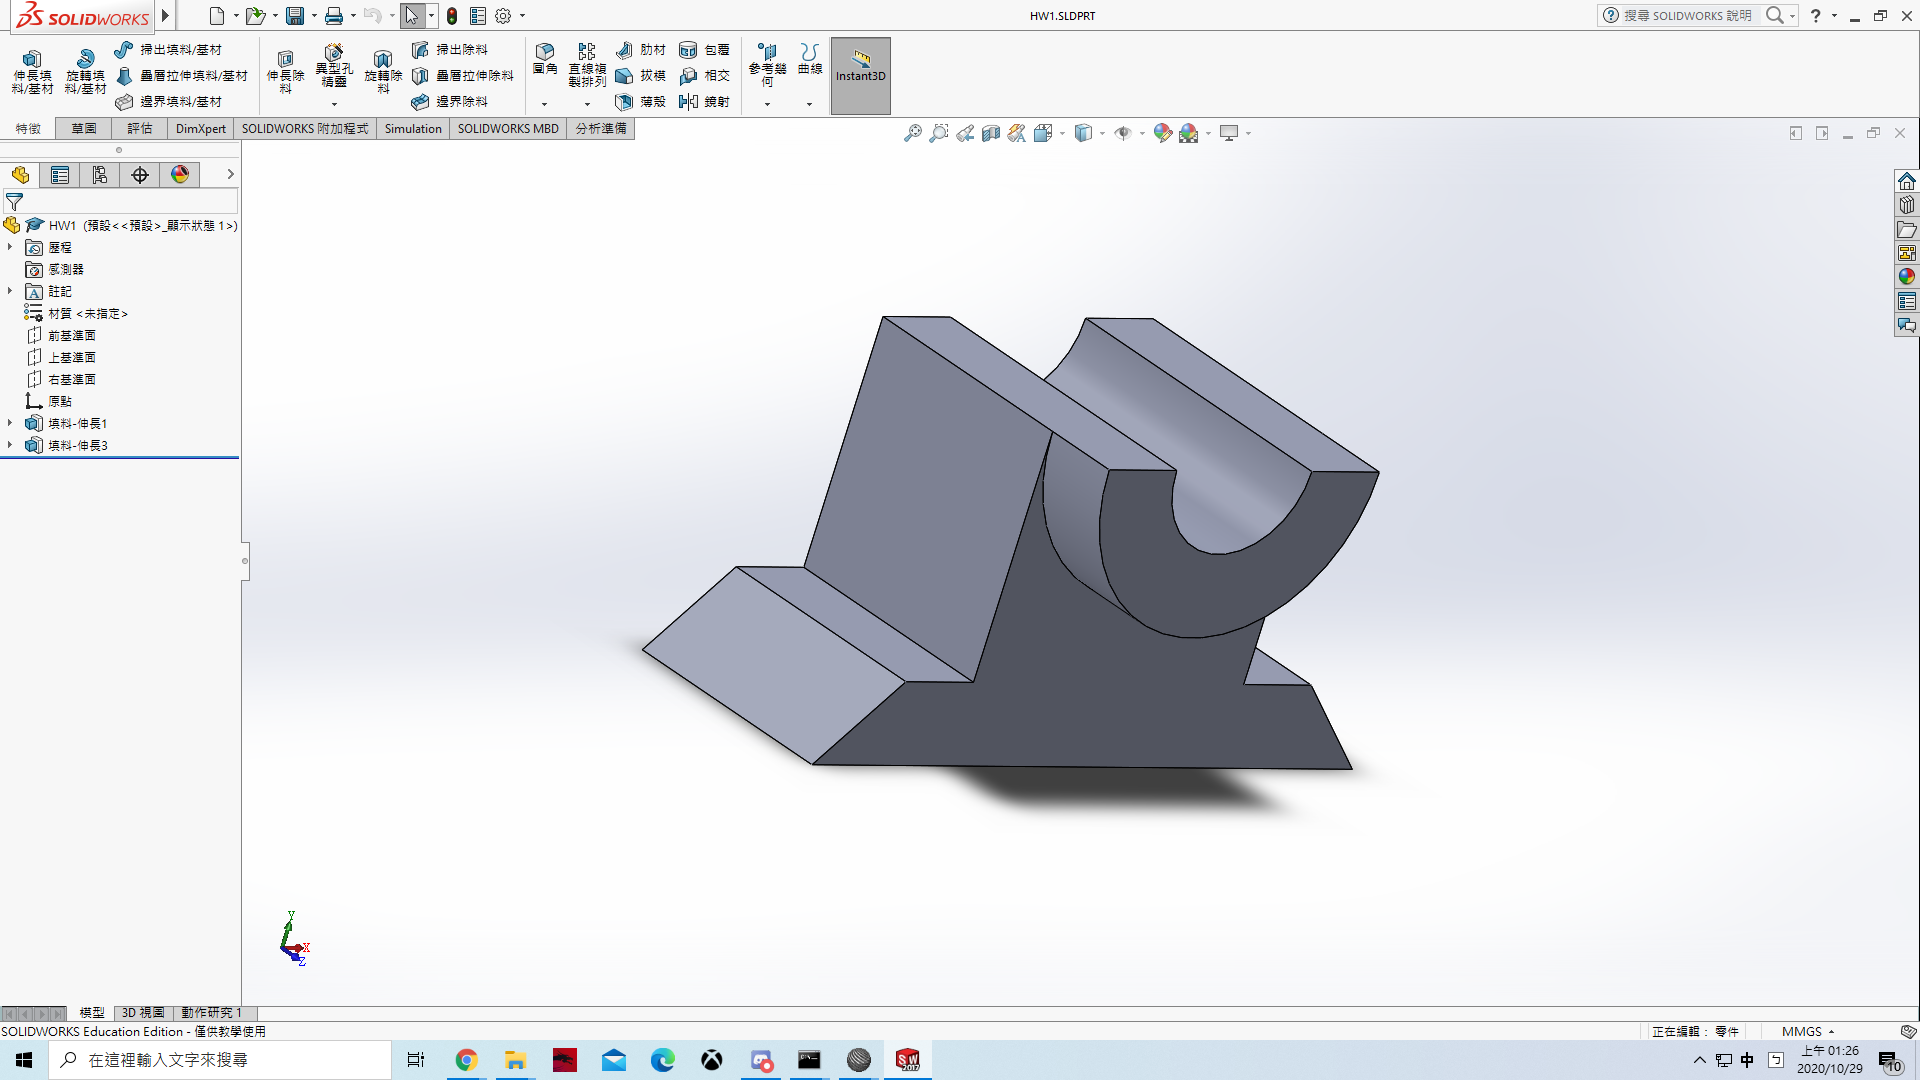 SOLIDWORKS
HW1.SLDPRT
搜尋 SOLIDWORKS 說明
伸長填料/基材
旋轉填料/基材
掃出填料/基材
疊層拉伸填料/基材
邊界填料/基材
伸長除料
異型孔精靈
旋轉除料
掃出除料
疊層拉伸除料
邊界除料
圓角
直線複製排列
肋材
拔模
薄殼
包覆
相交
鏡射
參考幾何
曲線
Instant3D
特徵
草圖
評估
DimXpert
SOLIDWORKS 附加程式
Simulation
SOLIDWORKS MBD
分析準備
HW1 (預設<<預設>_顯示狀態 1>)
歷程
感測器
註記
材質 <未指定>
前基準面
上基準面
右基準面
原點
填料-伸長1
填料-伸長3
Y
X
Z
模型
3D 視圖
動作研究 1
SOLIDWORKS Education Edition - 僅供教學使用
正在編輯： 零件
MMGS
在這裡輸入文字來搜尋
SW
2017
中
上午 01:26
2020/10/29
10